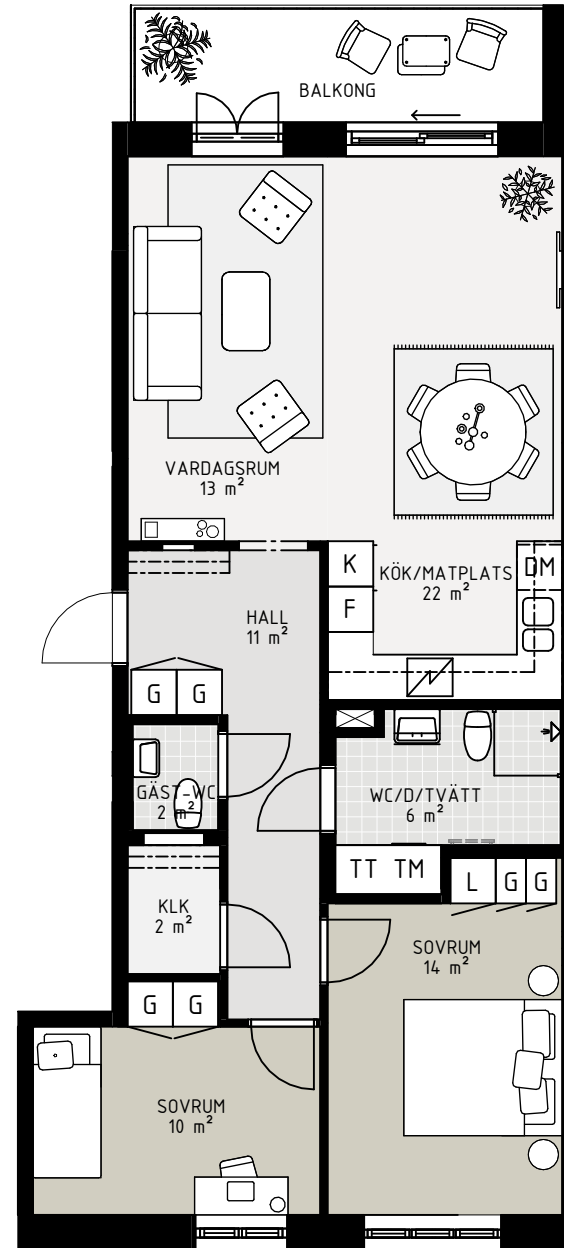 BALKONG
VARDAGSRUM
13 m²
K
F
KÖK/MATPLATS
22 m²
DM
HALL
11 m²
G G
GÄST-WC
2 m²
WC/D/TVÄTT
6 m²
TT TM
L G G
KLK
2 m²
SOVRUM
14 m²
G G
SOVRUM
10 m²